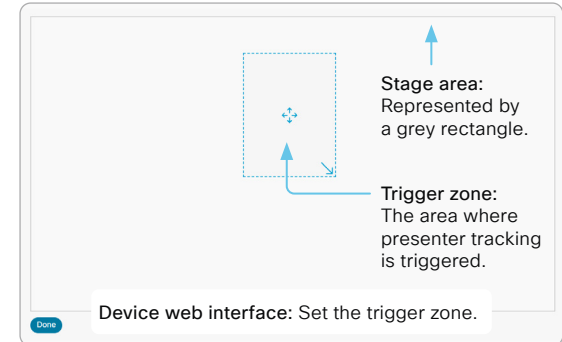 Stage area:
Represented by
a grey rectangle.
Trigger zone:
The area where
presenter tracking
is triggered.
Device web interface: Set the trigger zone.
Done